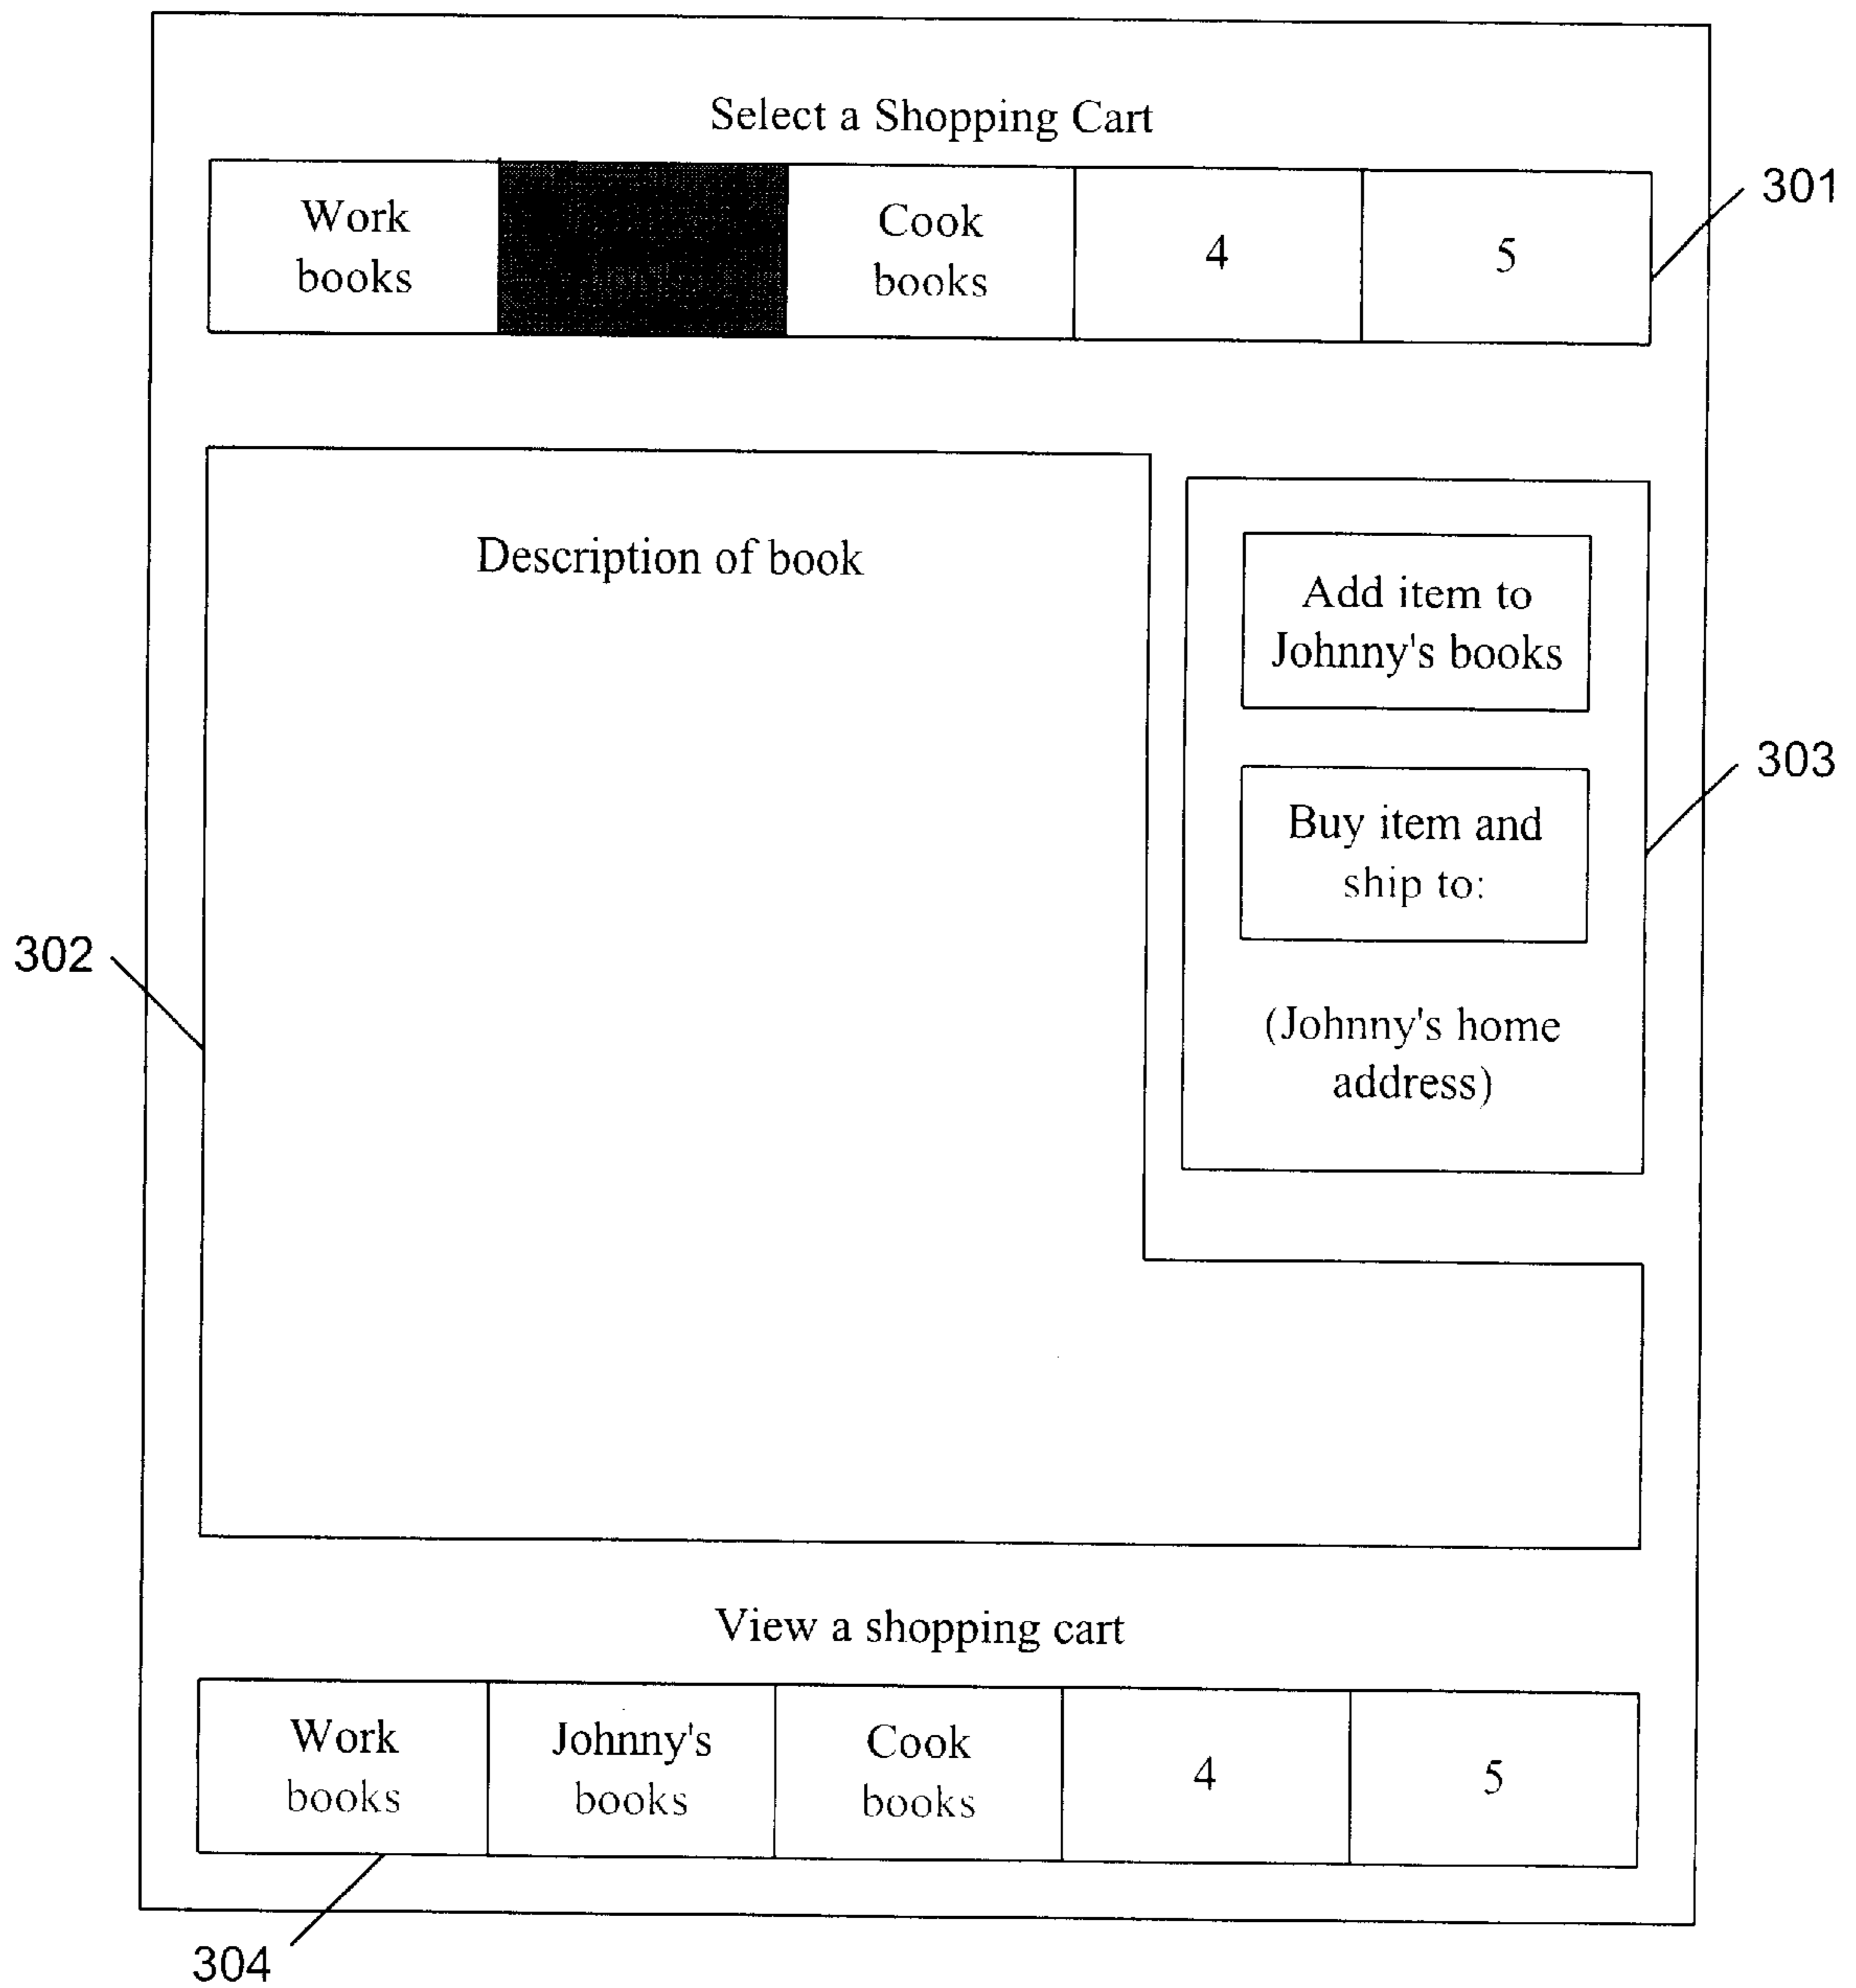 Select a Shopping Cart
Work
books
Cook
books
4
5
301
Description of book
Add item to
Johnny's books
Buy item and
ship to:
(Johnny's home
address)
303
302
View a shopping cart
Work
books
Johnny's
books
Cook
books
4
5
304